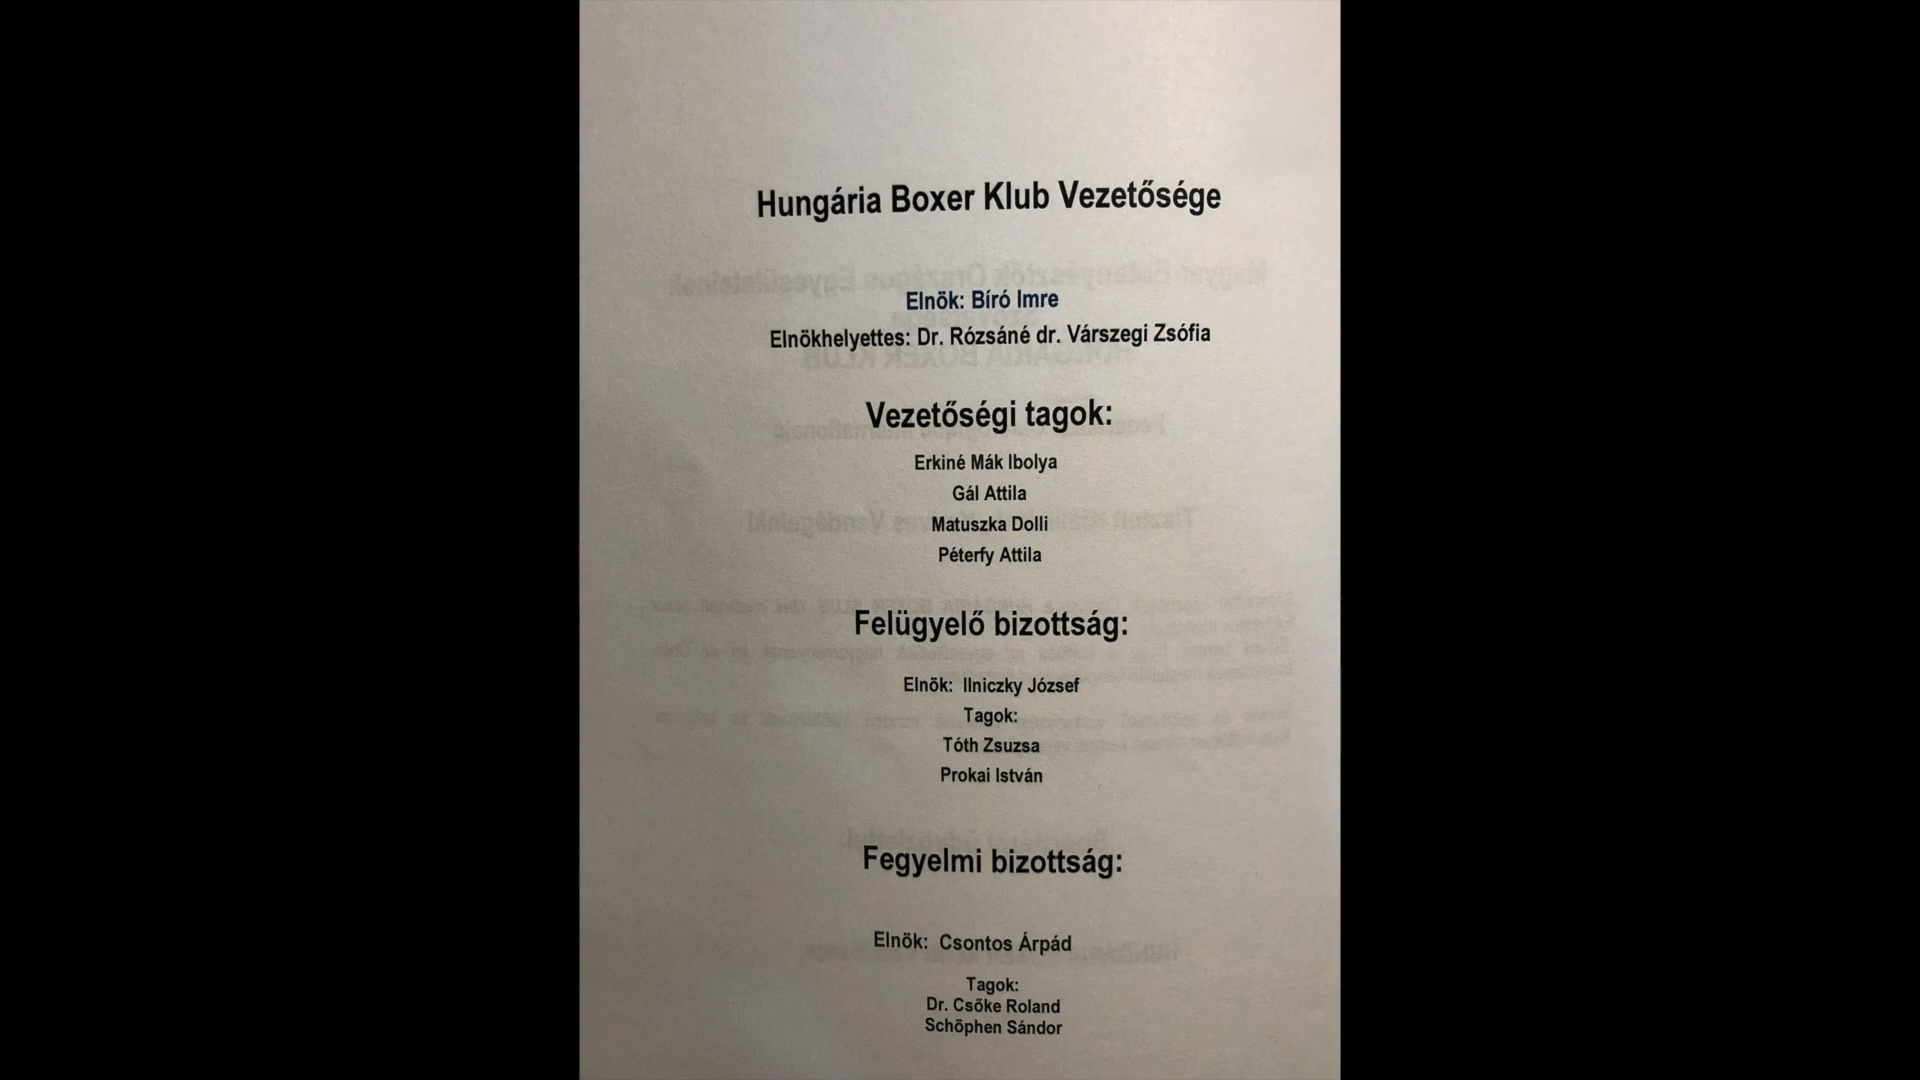 Hungária Boxer Klub Vezetősége
Elnök: Bíró Imre
Elnökhelyettes: Dr. Rózsáné dr. Várszegi Zsófia
Vezetőségi tagok:
Erkiné Mák Ibolya
Gál Attila
Matuszka Dolli
Péterfy Attila
Felügyelő bizottság:
Elnök: Ilniczky József
Tagok:
Tóth Zsuzsa
Prokai István
Fegyelmi bizottság:
Elnök: Csontos Árpád
Tagok:
Dr. Csőke Roland
Schöphen Sándor